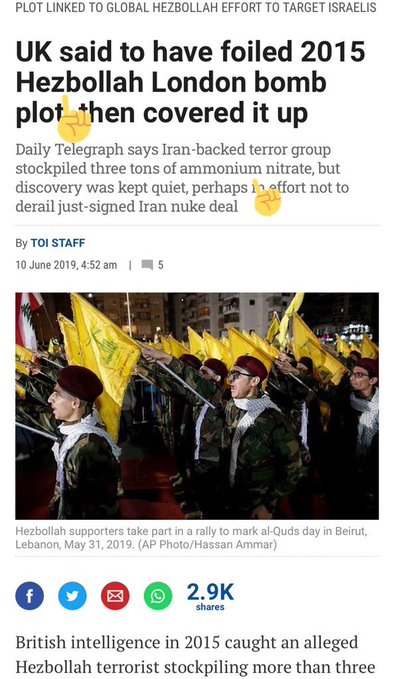 PLOT LINKED TO GLOBAL HEZBOLLAH EFFORT TO TARGET ISRAELIS
UK said to have foiled 2015
Hezbollah London bomb
plot, then covered it up
Daily Telegraph says Iran-backed terror group
stockpiled three tons of ammonium nitrate, but
discovery was kept quiet, perhaps in effort not to
derail just-signed Iran nuke deal
By TOI STAFF
10 June 2019, 4:52 am | 5
Hezbollah supporters take part in a rally to mark al-Quds day in Beirut,
Lebanon, May 31, 2019. (AP Photo/Hassan Ammar)
2.9K
shares
British intelligence in 2015 caught an alleged
Hezbollah terrorist stockpiling more than three